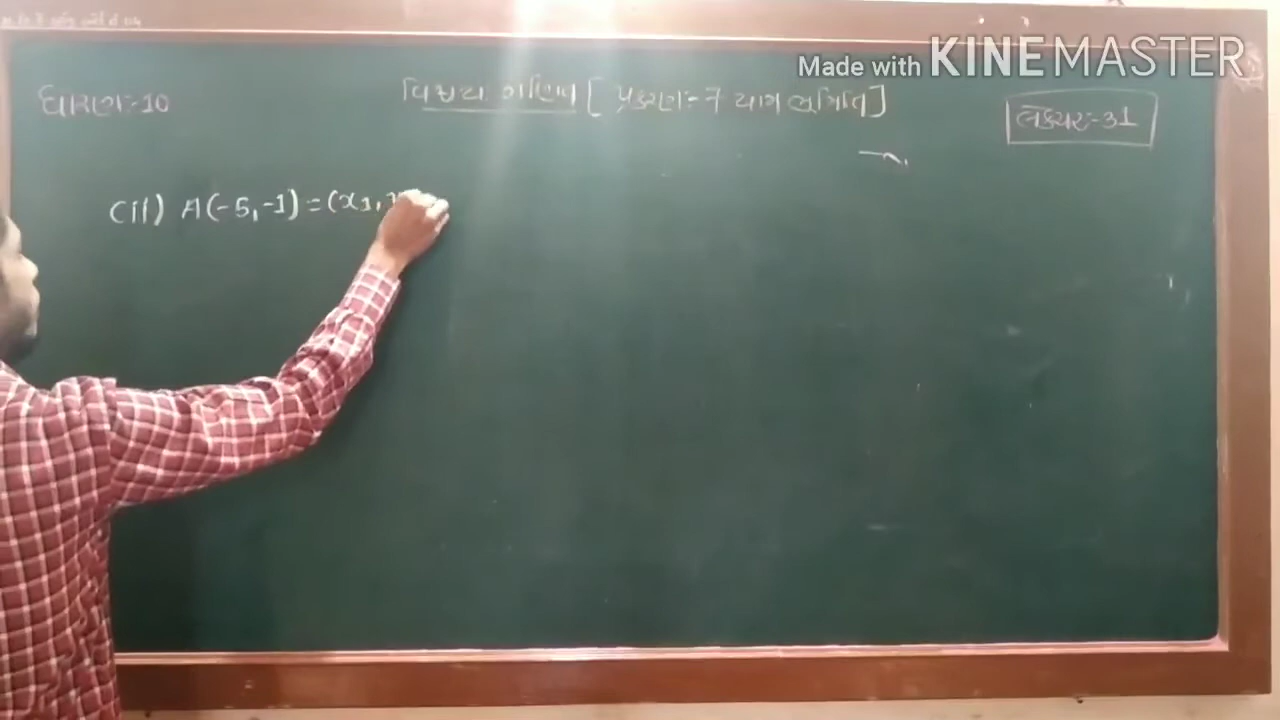 Made with KINEMASTER
ધોરણ:-10
વિષય ગણિત [ પ્રકરણ:-7 યામ ભૂમિતિ ]
લેક્ચર:-31
(ii) A(-5,-1) = (x1,